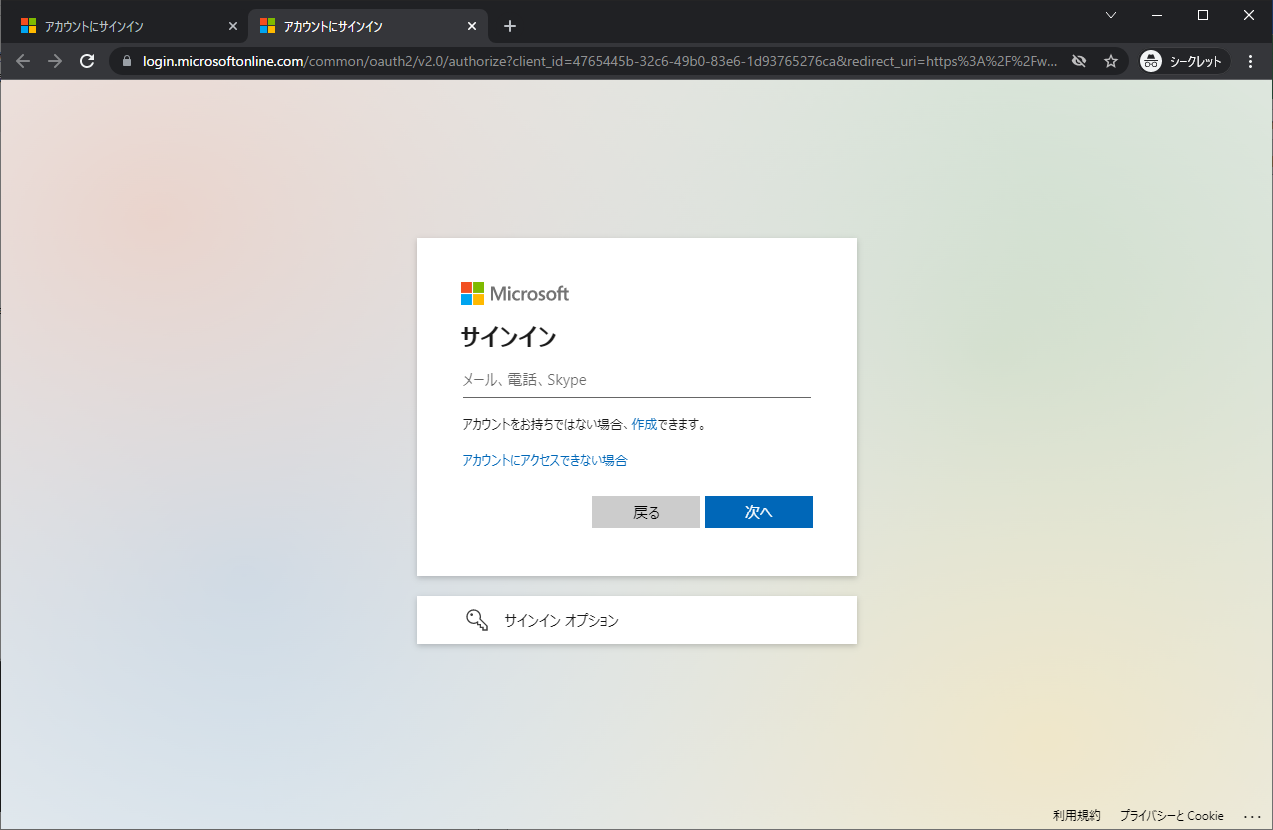 アカウントにサインイン
アカウントにサインイン
login.microsoftonline.com/common/oauth2/v2.0/authorize?client_id=4765445b-32c6-49b0-83e6-1d93765276ca&redirect_uri=https%3A%2F%2Fw...
シークレット
Microsoft
サインイン
メール、電話、Skype
アカウントをお持ちではない場合、作成できます。
アカウントにアクセスできない場合
戻る
次へ
サインイン オプション
利用規約 プライバシーと Cookie ...